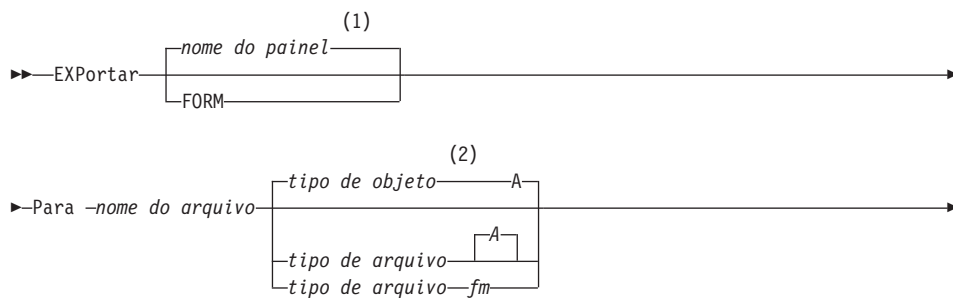 (1)
nome do painel
EXPortar
FORM
(2)
tipo de objeto A
Para nome do arquivo
A
tipo de arquivo
tipo de arquivo fm